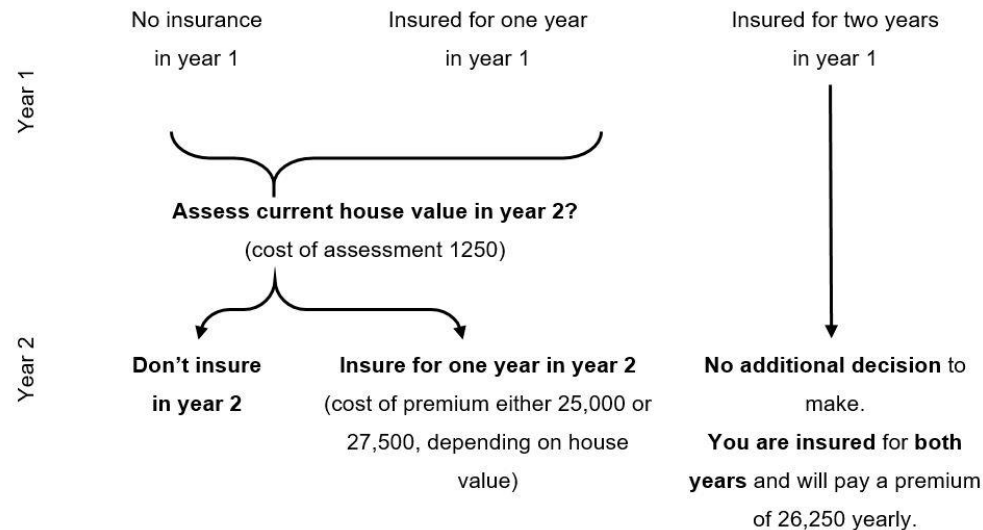 Year 1
No insurance
in year 1
Insured for one year
in year 1
Insured for two years
in year 1
Assess current house value in year 2?
(cost of assessment 1250)
Year 2
Don't insure
in year 2
Insure for one year in year 2
(cost of premium either 25,000 or
27,500, depending on house
value)
No additional decision to
make.
You are insured for both
years and will pay a premium
of 26,250 yearly.